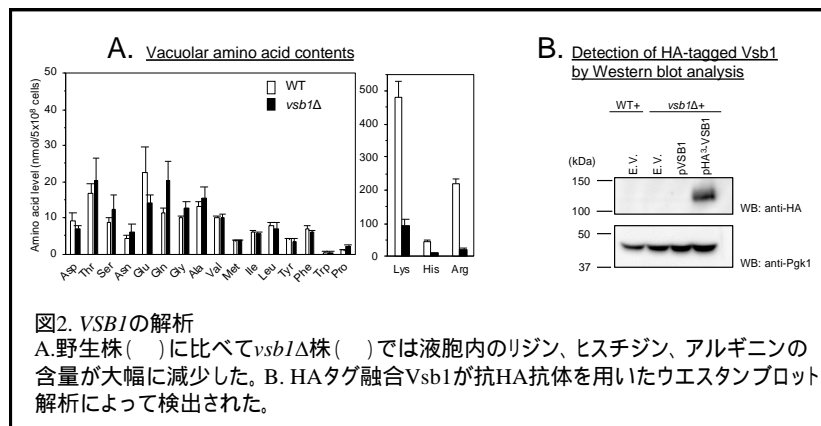 A. Vacuolar amino acid contents
Amino acid level (nmol/5x10⁸ cells)
50
40
30
20
10
0
WT
vsb1Δ
Asp Thr Ser Asn Glu Gln Gly Ala Val Met Ile Leu Tyr Phe Trp Pro
500
400
300
200
100
0
Lys His Arg
B. Detection of HA-tagged Vsb1
by Western blot analysis
WT+ vsb1Δ+
(kDa) E.V. E.V. pVSB1 pHA³-VSB1
150
100
WB: anti-HA
50
37
WB: anti-Pgk1
図2. VSB1の解析
A.野生株( )に比べてvsb1Δ株( )では液胞内のリジン、ヒスチジン、アルギニンの
含量が大幅に減少した。B. HAタグ融合Vsb1が抗HA抗体を用いたウエスタンブロット
解析によって検出された。